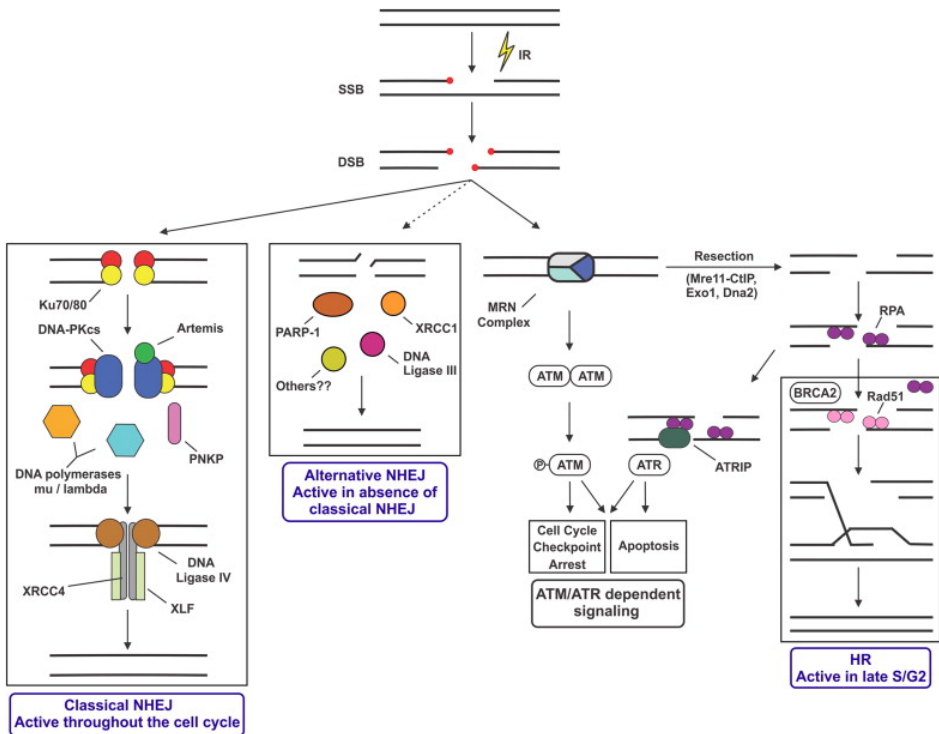 IR
SSB
DSB
Ku70/80
DNA-PKcs
Artemis
PNKP
DNA polymerases
mu / lambda
DNA
Ligase IV
XRCC4
XLF
Classical NHEJ
Active throughout the cell cycle
PARP-1
XRCC1
DNA
Ligase III
Others??
Alternative NHEJ
Active in absence of
classical NHEJ
MRN
Complex
Resection
(Mre11-CtIP,
Exo1, Dna2)
ATM ATM
P ATM
ATR
ATRIP
Cell Cycle
Checkpoint
Arrest
Apoptosis
ATM/ATR dependent
signaling
RPA
BRCA2
Rad51
HR
Active in late S/G2